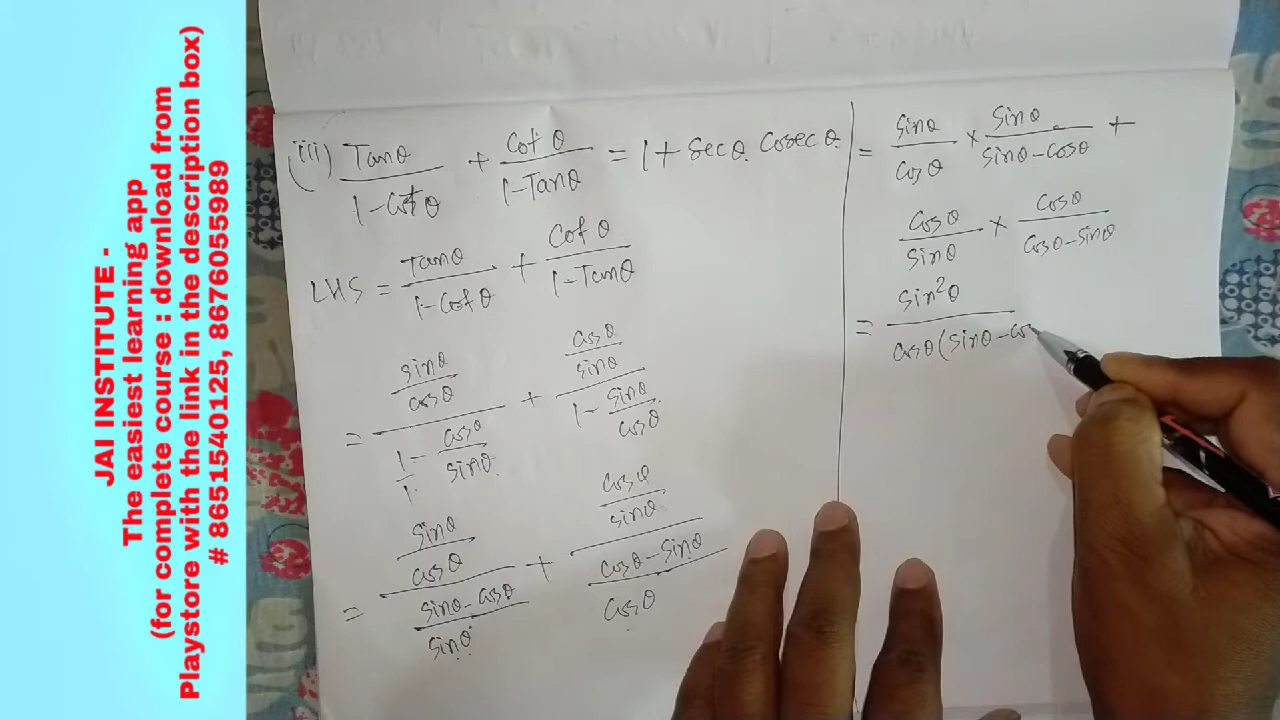 JAI INSTITUTE -
The easiest learning app
(for complete course : download from
Playstore with the link in the description box)
# 8651540125, 8676055989
(iii) Tanθ / 1 - Cotθ + Cot θ / 1 - Tanθ = 1 + secθ. Cosec θ.
LHS = Tanθ / 1 - Cotθ + Cot θ / 1 - Tanθ
= sinθ / cosθ / 1 / 1 - cosθ / sinθ + cosθ / sinθ / 1 - sinθ / cosθ
= sinθ / cosθ / sinθ - cosθ / sinθ + cosθ / sinθ / cosθ - sinθ / cosθ
= sinθ / cosθ × sinθ / sinθ - cosθ +
cosθ / sinθ × cosθ / cosθ - sinθ
= sin²θ / cosθ(sinθ - cos